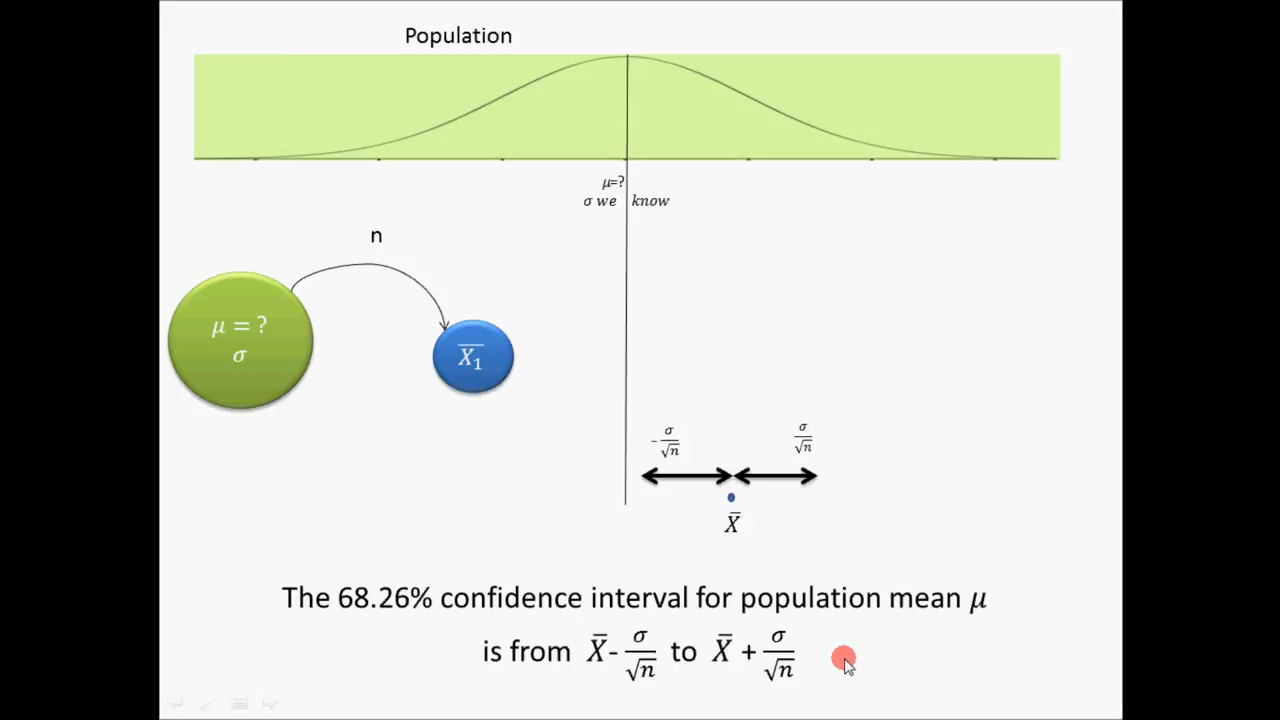 Population
μ=?
σ we know
n
μ = ?
σ
X̅₁
-σ/√n
σ/√n
X̄
The 68.26% confidence interval for population mean μ
is from X̄- σ/√n to X̄ + σ/√n